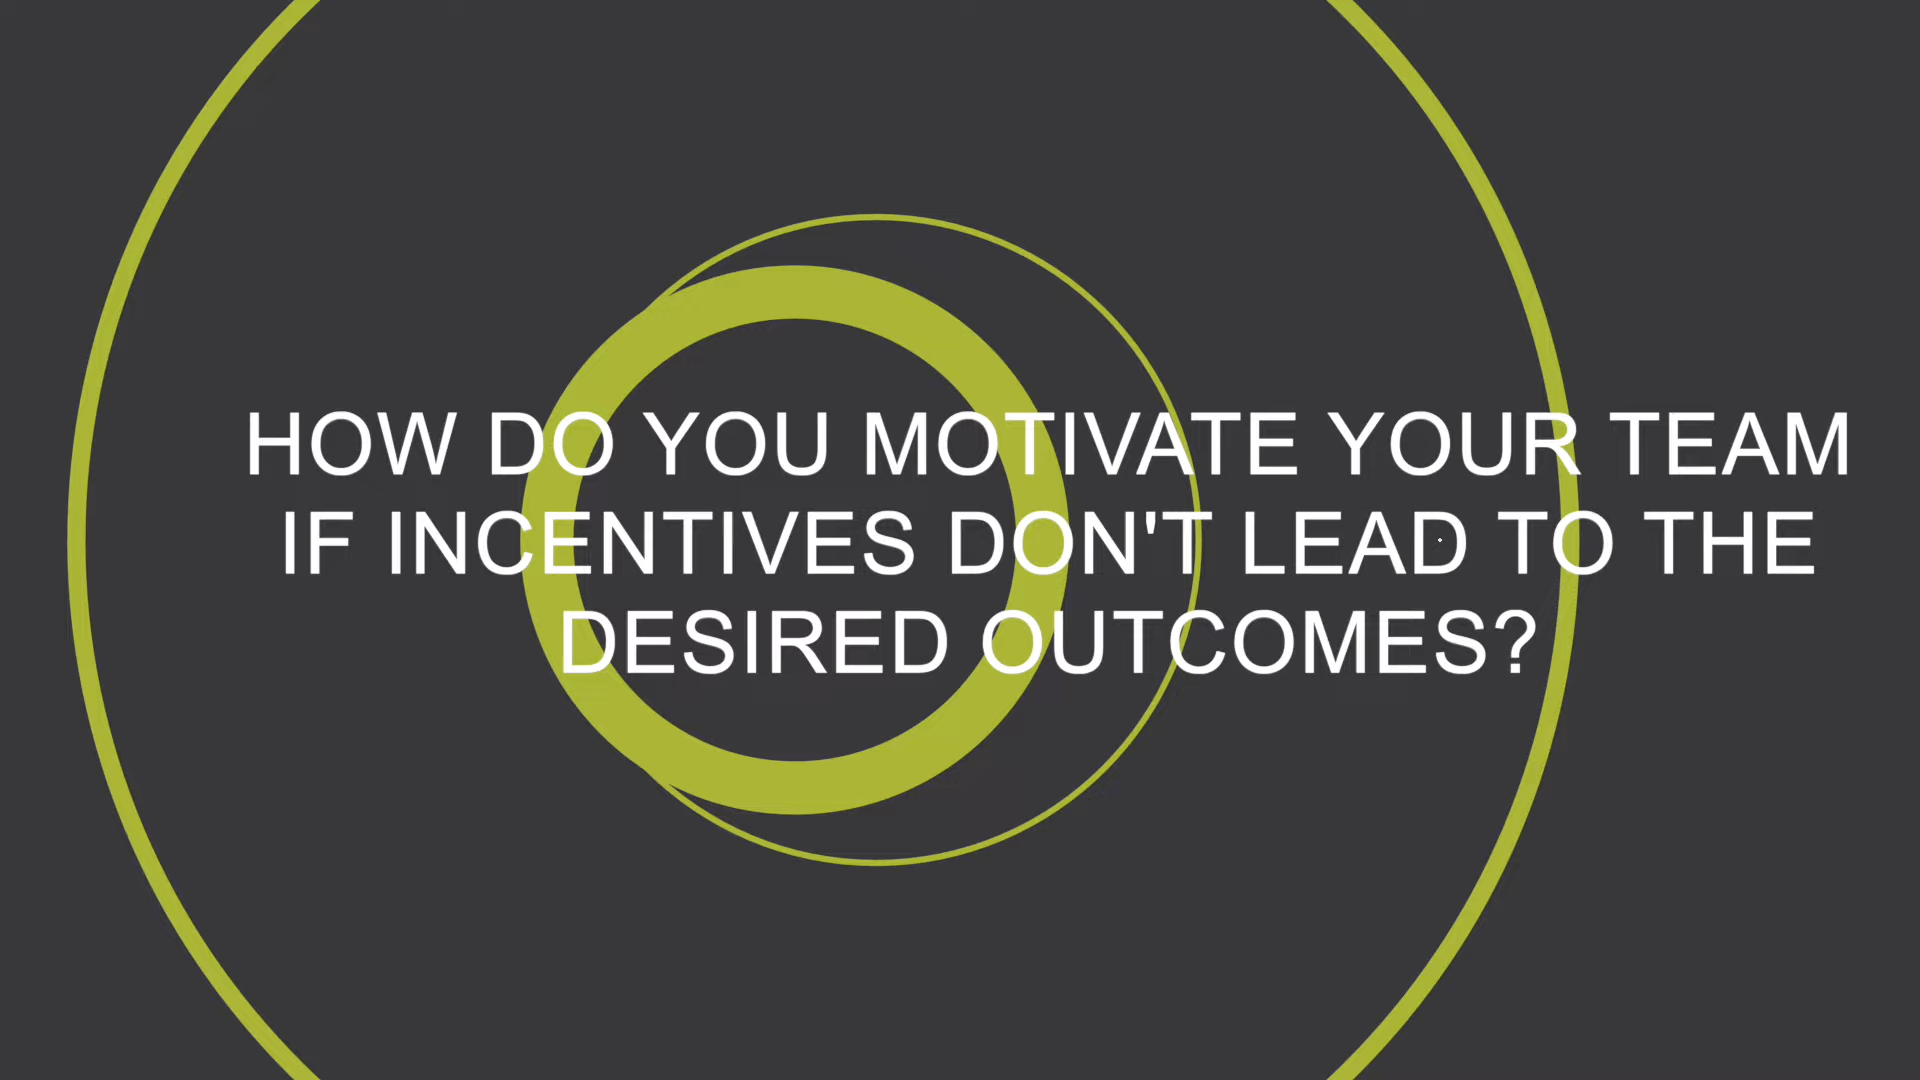 HOW DO YOU MOTIVATE YOUR TEAM
IF INCENTIVES DON'T LEAD TO THE
DESIRED OUTCOMES?